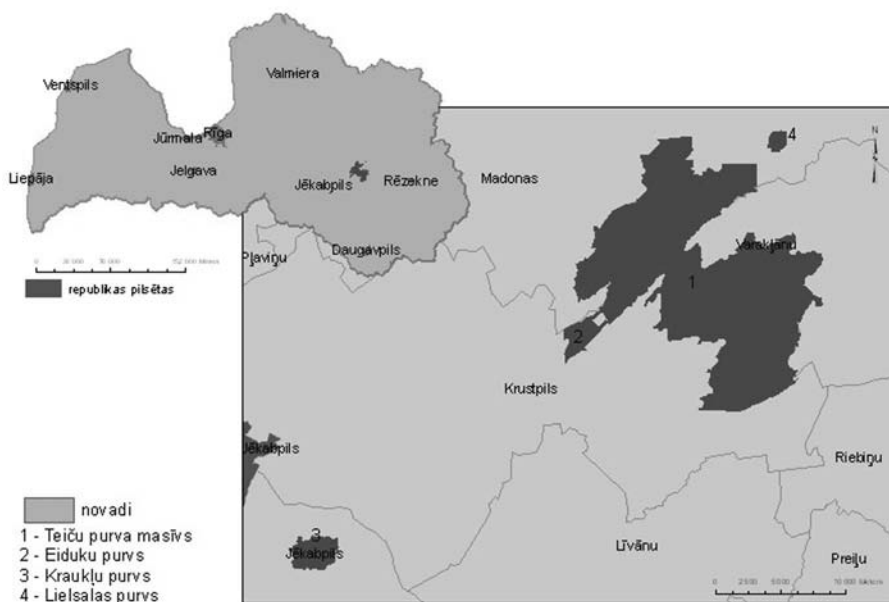 Ventspils
Valmiera
Jūrmala
Rīga
Liepāja
Jelgava
Jēkabpils
Rēzekne
Daugavpils
republikas pilsētas
Madonas
4
N
Varakļānu
Pļaviņu
1
2
Krustpils
Jēkabpils
Riebiņu
3
Jēkabpils
Līvānu
Preiļu
novadi
1 - Teiču purva masīvs
2 - Eiduku purvs
3 - Kraukļu purvs
4 - Lielsalas purvs